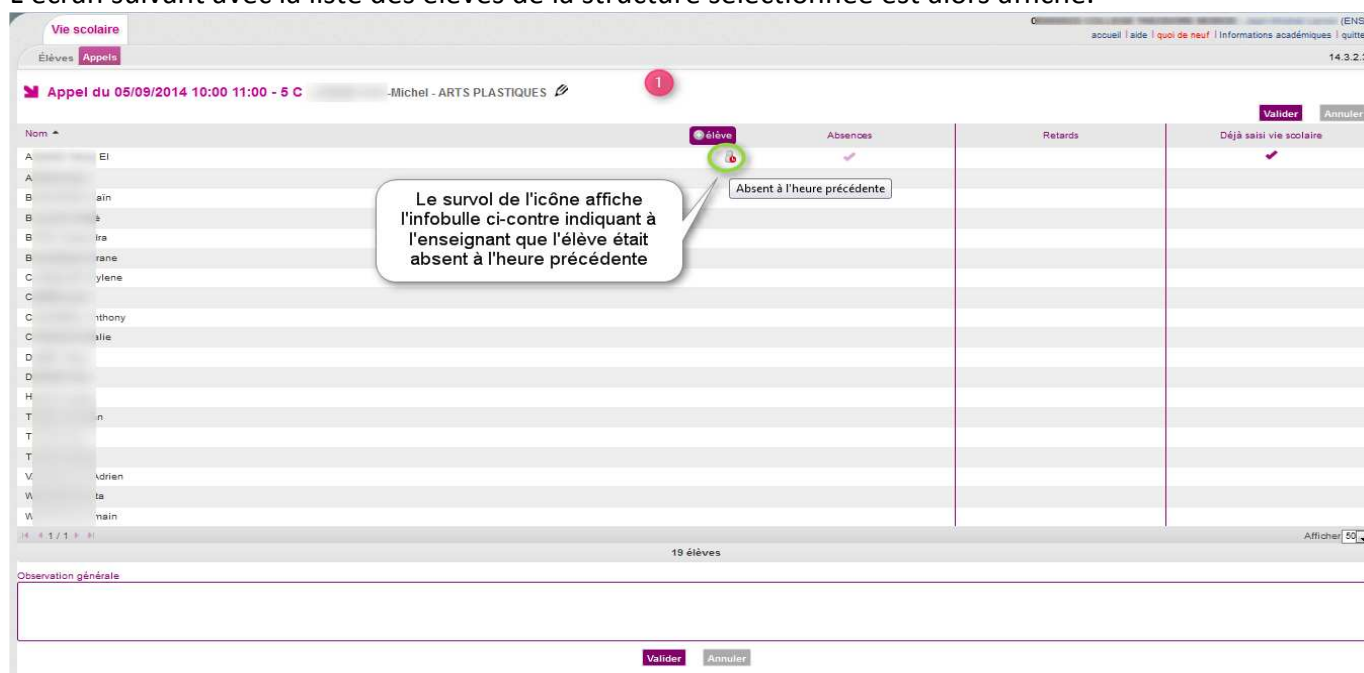 L'écran suivant avec la liste des élèves de la structure sélectionnée est alors affiché.
Vie scolaire
(ENS
accueil | aide | quoi de neuf | Informations académiques | quitte
Élèves Appels
14.3.2.
Appel du 05/09/2014 10:00 11:00 - 5 C -Michel - ARTS PLASTIQUES
1
Valider Annuler
Nom élève Absences Retards Déjà saisi vie scolaire
A El
Absent à l'heure précédente
Le survol de l'icône affiche
l'infobulle ci-contre indiquant à
l'enseignant que l'élève était
absent à l'heure précédente
A
B aïn
B è
B ira
B rane
C ylene
C
C nthony
C alie
D
D
H
T n
T
T
V Adrien
W ta
W main
1 / 1
Afficher 50
19 élèves
Observation générale
Valider Annuler